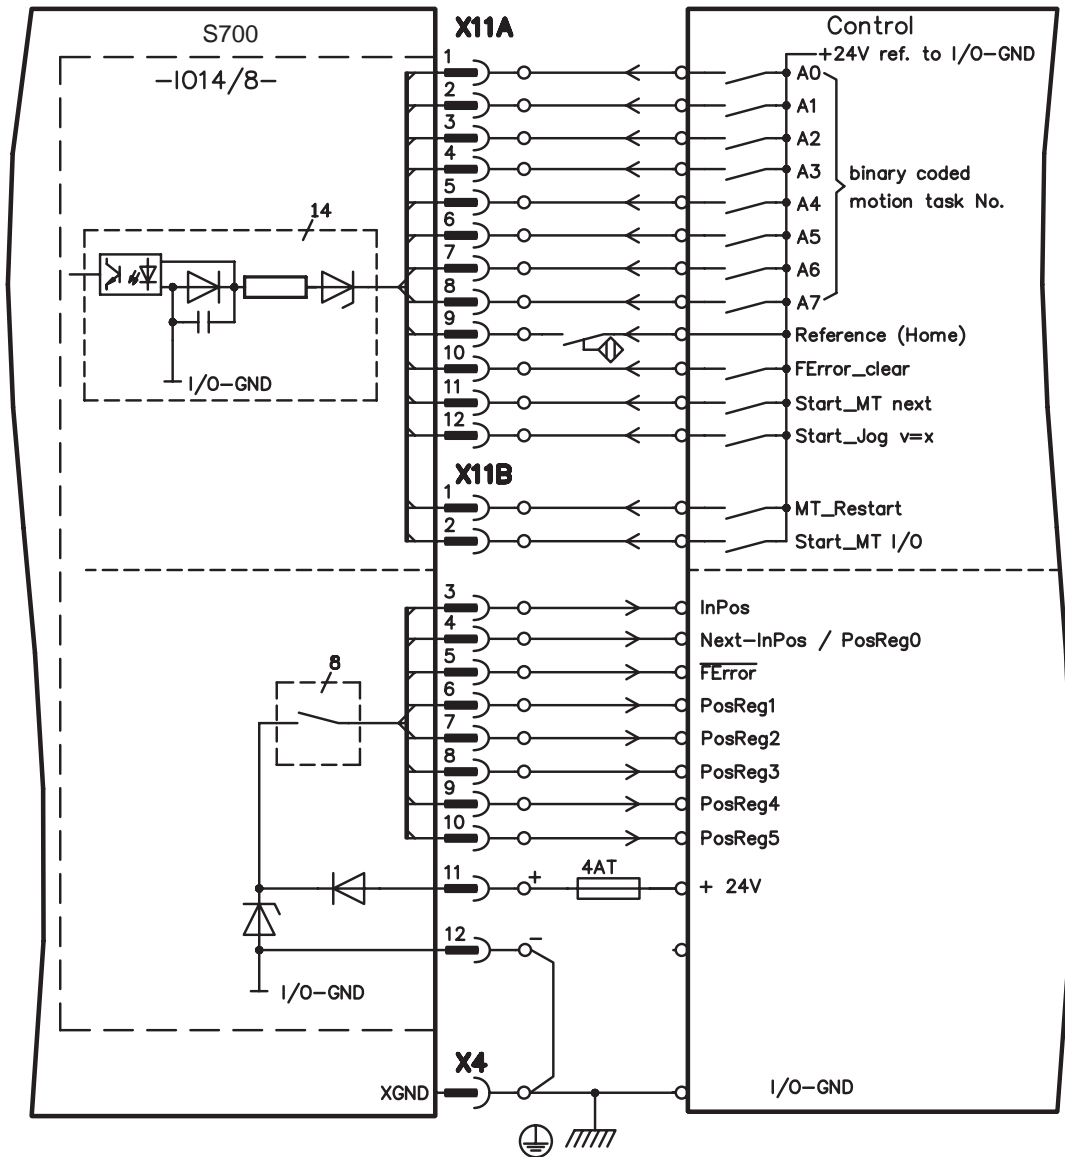 S700
X11A
Control
-I014/8-
+24V ref. to I/O-GND
1
A0
2
A1
3
A2
4
A3
binary coded
5
A4
motion task No.
6
A5
14
7
A6
8
A7
9
Reference (Home)
10
FError_clear
I/O-GND
11
Start_MT next
12
Start_Jog v=x
X11B
1
MT_Restart
2
Start_MT I/O
3
InPos
4
Next-InPos / PosReg0
5
FError
8
6
PosReg1
7
PosReg2
8
PosReg3
9
PosReg4
10
PosReg5
11
+
4AT
+ 24V
12
-
I/O-GND
X4
XGND
I/O-GND